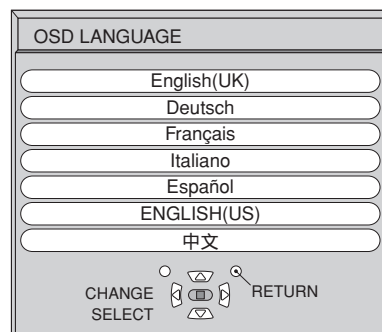 OSD LANGUAGE
English(UK)
Deutsch
Français
Italiano
Español
ENGLISH(US)
中文
CHANGE
SELECT
RETURN